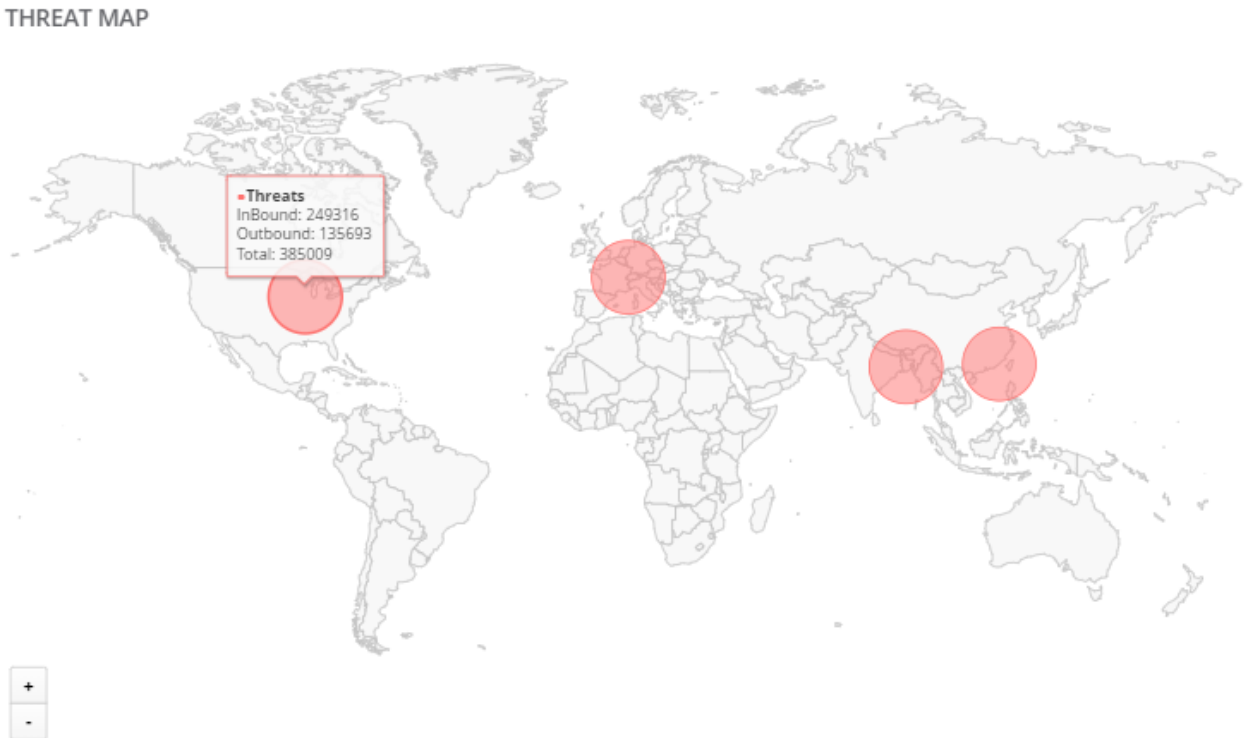 THREAT MAP
Threats
InBound: 249316
Outbound: 135693
Total: 385009
+
-